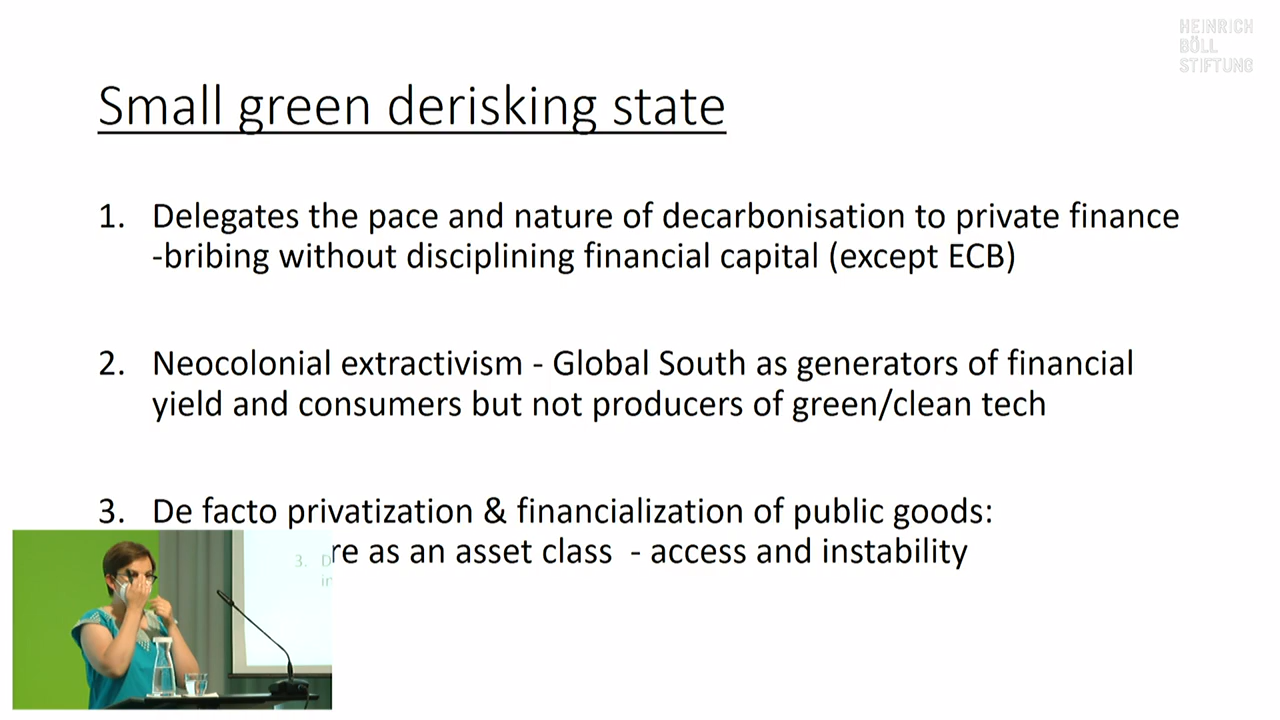 HEINRICH
BÖLL
STIFTUNG
Small green derisking state
1. Delegates the pace and nature of decarbonisation to private finance
-bribing without disciplining financial capital (except ECB)
2. Neocolonial extractivism - Global South as generators of financial
yield and consumers but not producers of green/clean tech
3. De facto privatization & financialization of public goods:
re as an asset class - access and instability
3. D
in